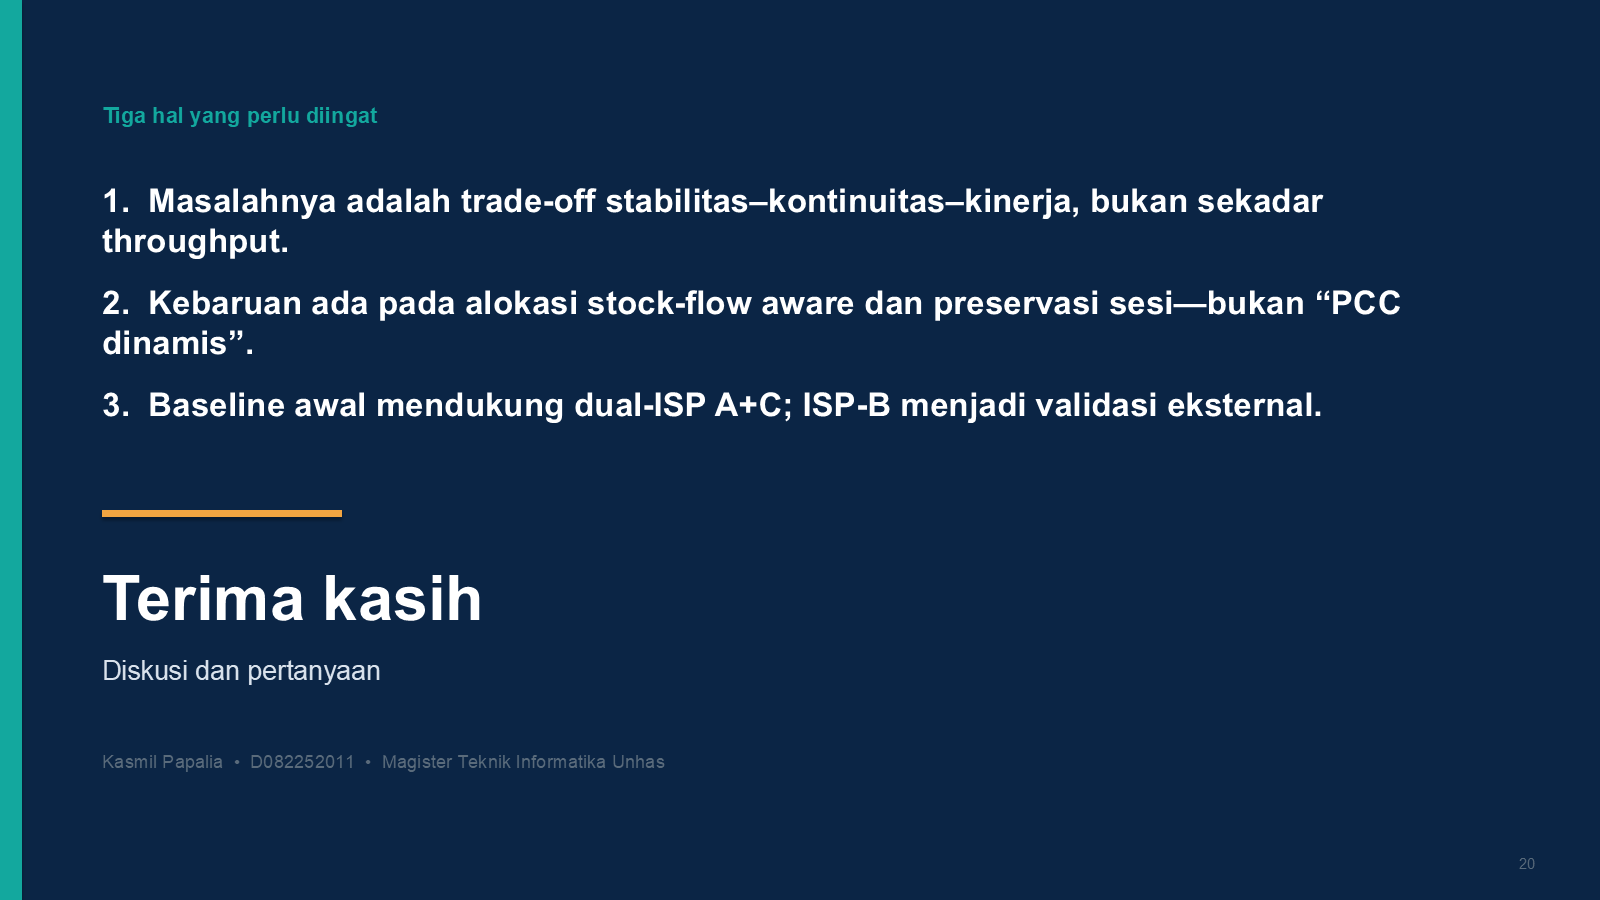 Tiga hal yang perlu diingat
1. Masalahnya adalah trade-off stabilitas–kontinuitas–kinerja, bukan sekadar
throughput.
2. Kebaruan ada pada alokasi stock-flow aware dan preservasi sesi—bukan “PCC
dinamis”.
3. Baseline awal mendukung dual-ISP A+C; ISP-B menjadi validasi eksternal.
Terima kasih
Diskusi dan pertanyaan
Kasmil Papalia • D082252011 • Magister Teknik Informatika Unhas
20